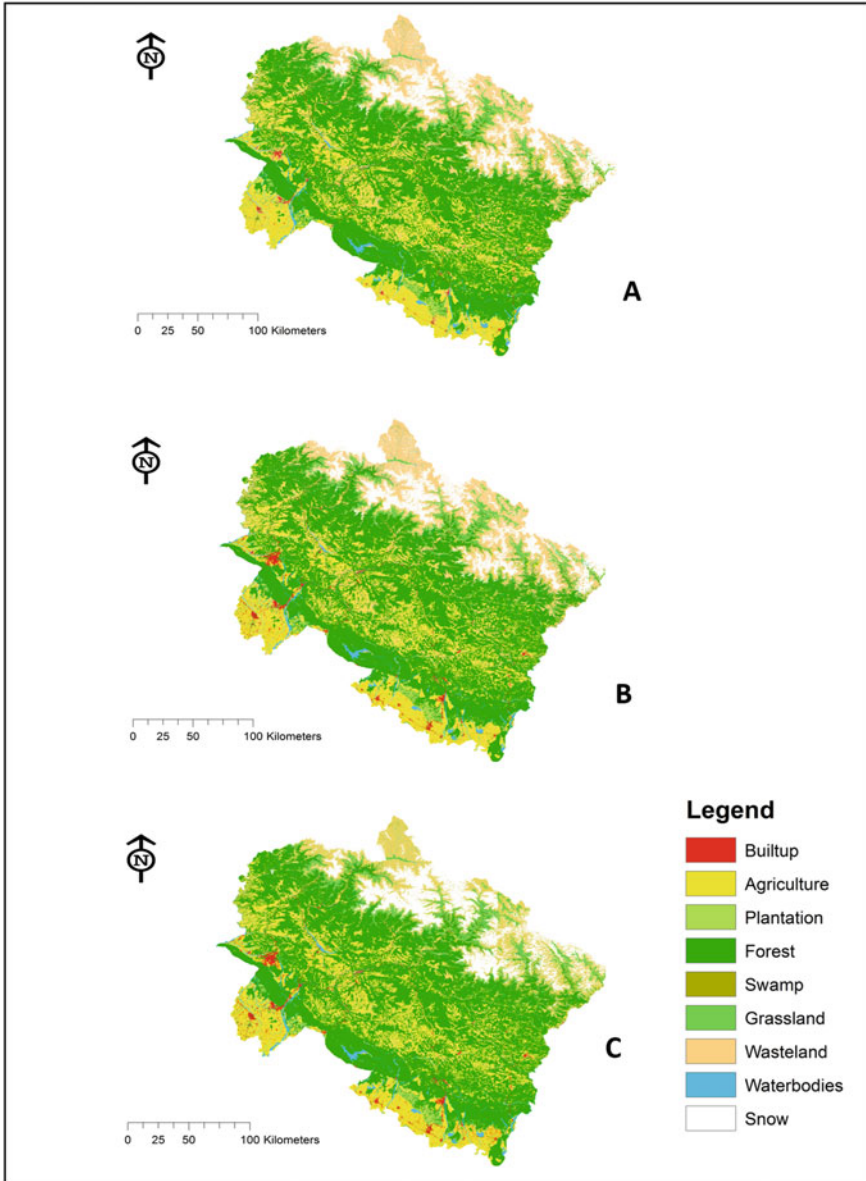 N
A
0 25 50 100 Kilometers
N
B
0 25 50 100 Kilometers
Legend
Builtup
Agriculture
Plantation
Forest
Swamp
Grassland
Wasteland
Waterbodies
Snow
N
C
0 25 50 100 Kilometers